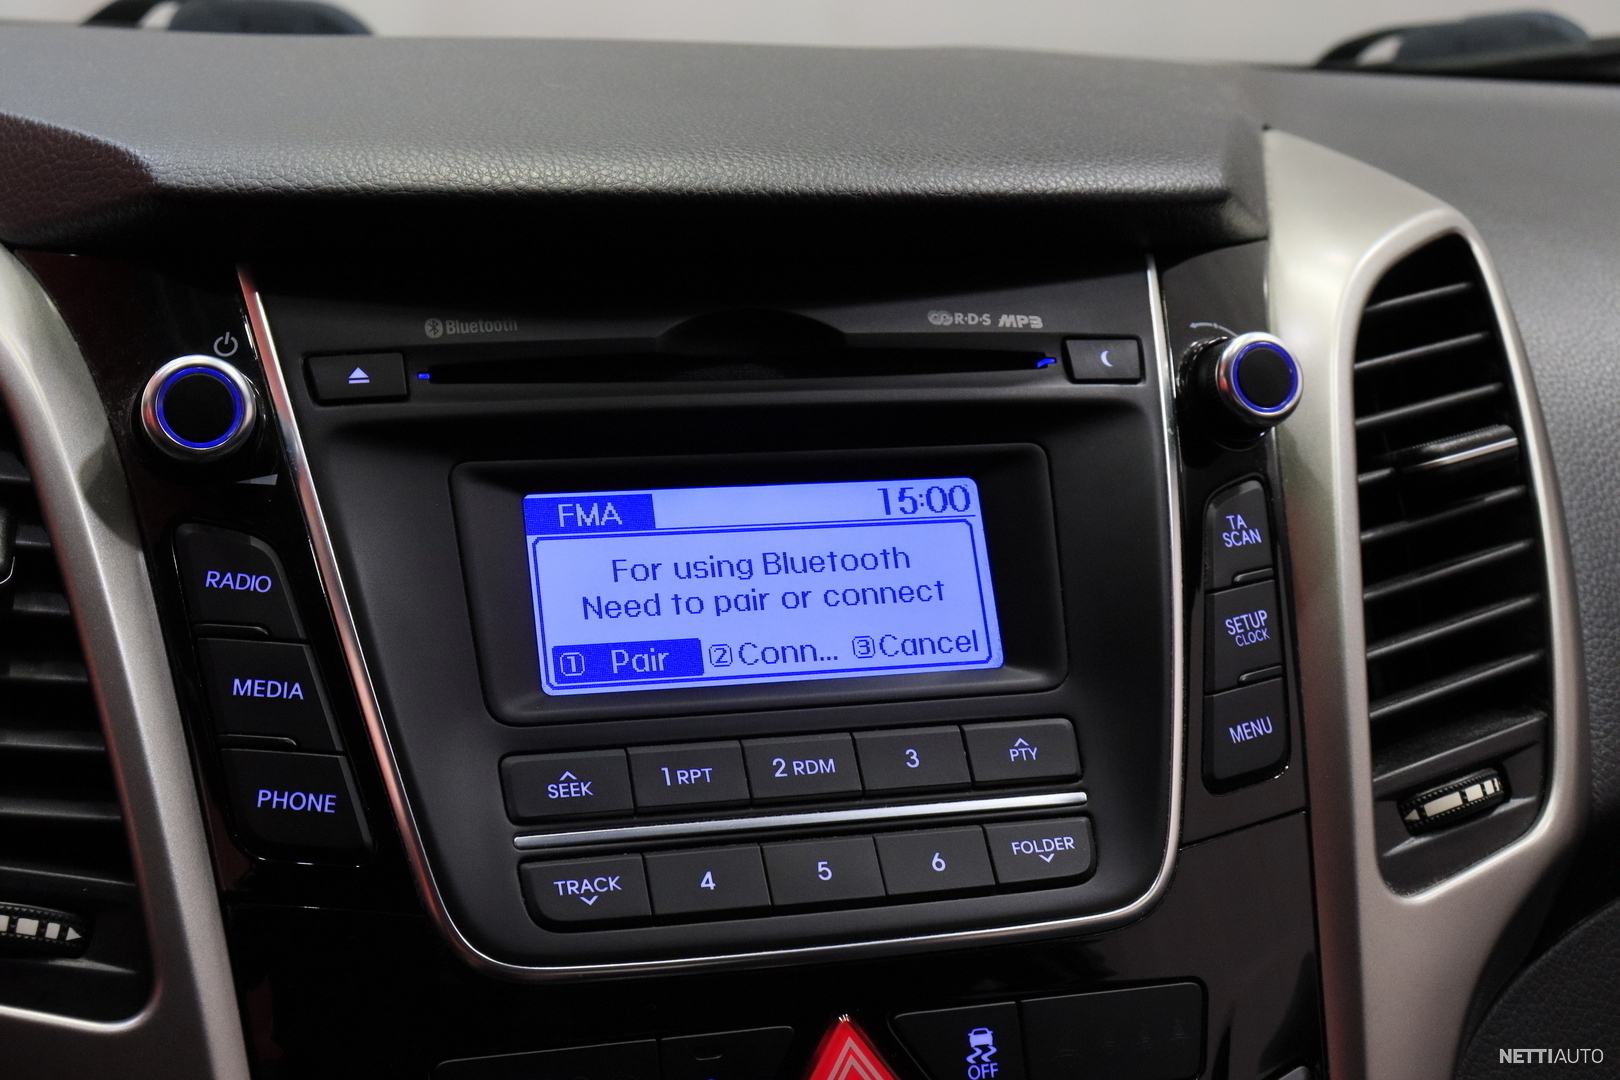 Bluetooth
R·D·S MP3
FMA 15:00
For using Bluetooth
Need to pair or connect
1 Pair 2 Conn... 3 Cancel
RADIO
MEDIA
PHONE
TA
SCAN
SETUP
CLOCK
MENU
SEEK
1 RPT
2 RDM
3
PTY
TRACK
4
5
6
FOLDER
OFF
NETTIAUTO